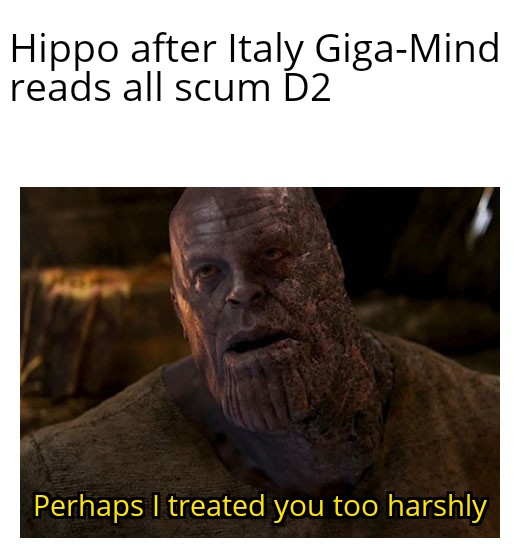 Hippo after Italy Giga-Mind
reads all scum D2
Perhaps I treated you too harshly